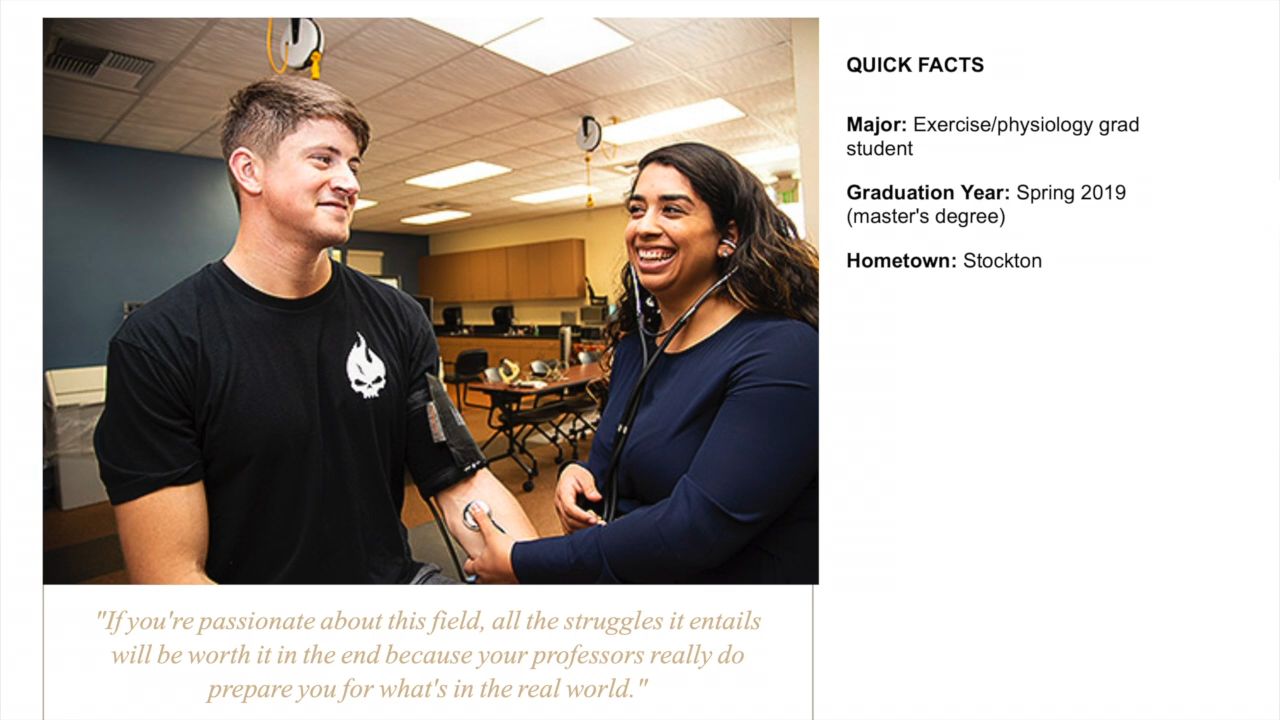 QUICK FACTS
Major: Exercise/physiology grad
student
Graduation Year: Spring 2019
(master's degree)
Hometown: Stockton
"If you're passionate about this field, all the struggles it entails
will be worth it in the end because your professors really do
prepare you for what's in the real world."